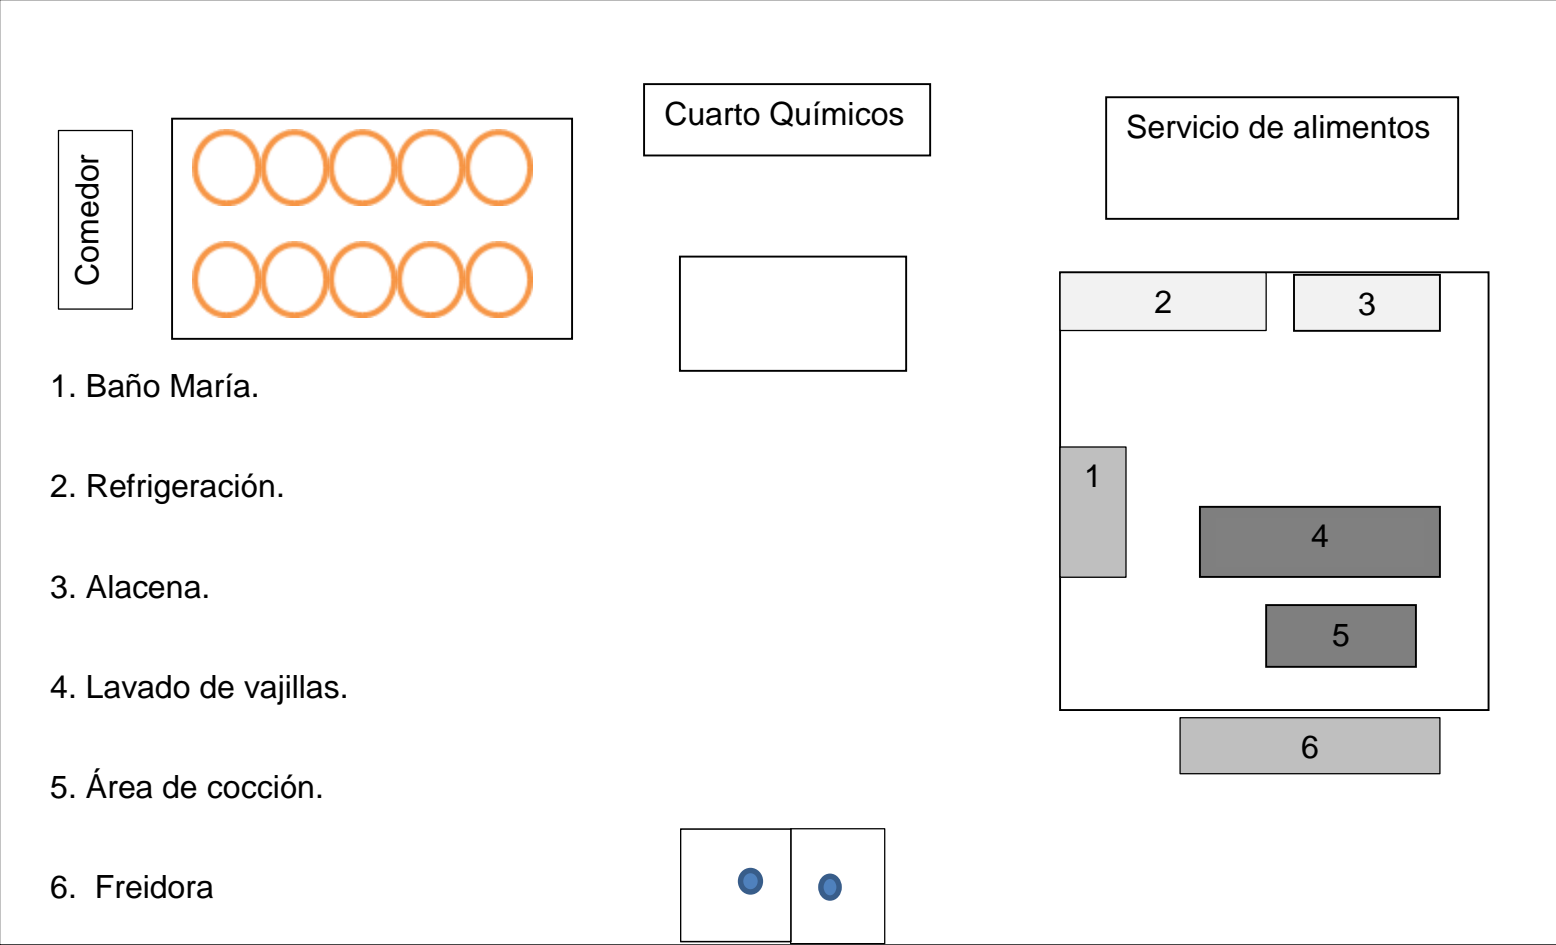 Comedor
Cuarto Químicos
Servicio de alimentos
1. Baño María.
2. Refrigeración.
3. Alacena.
4. Lavado de vajillas.
5. Área de cocción.
6.  Freidora
2
3
1
4
5
6